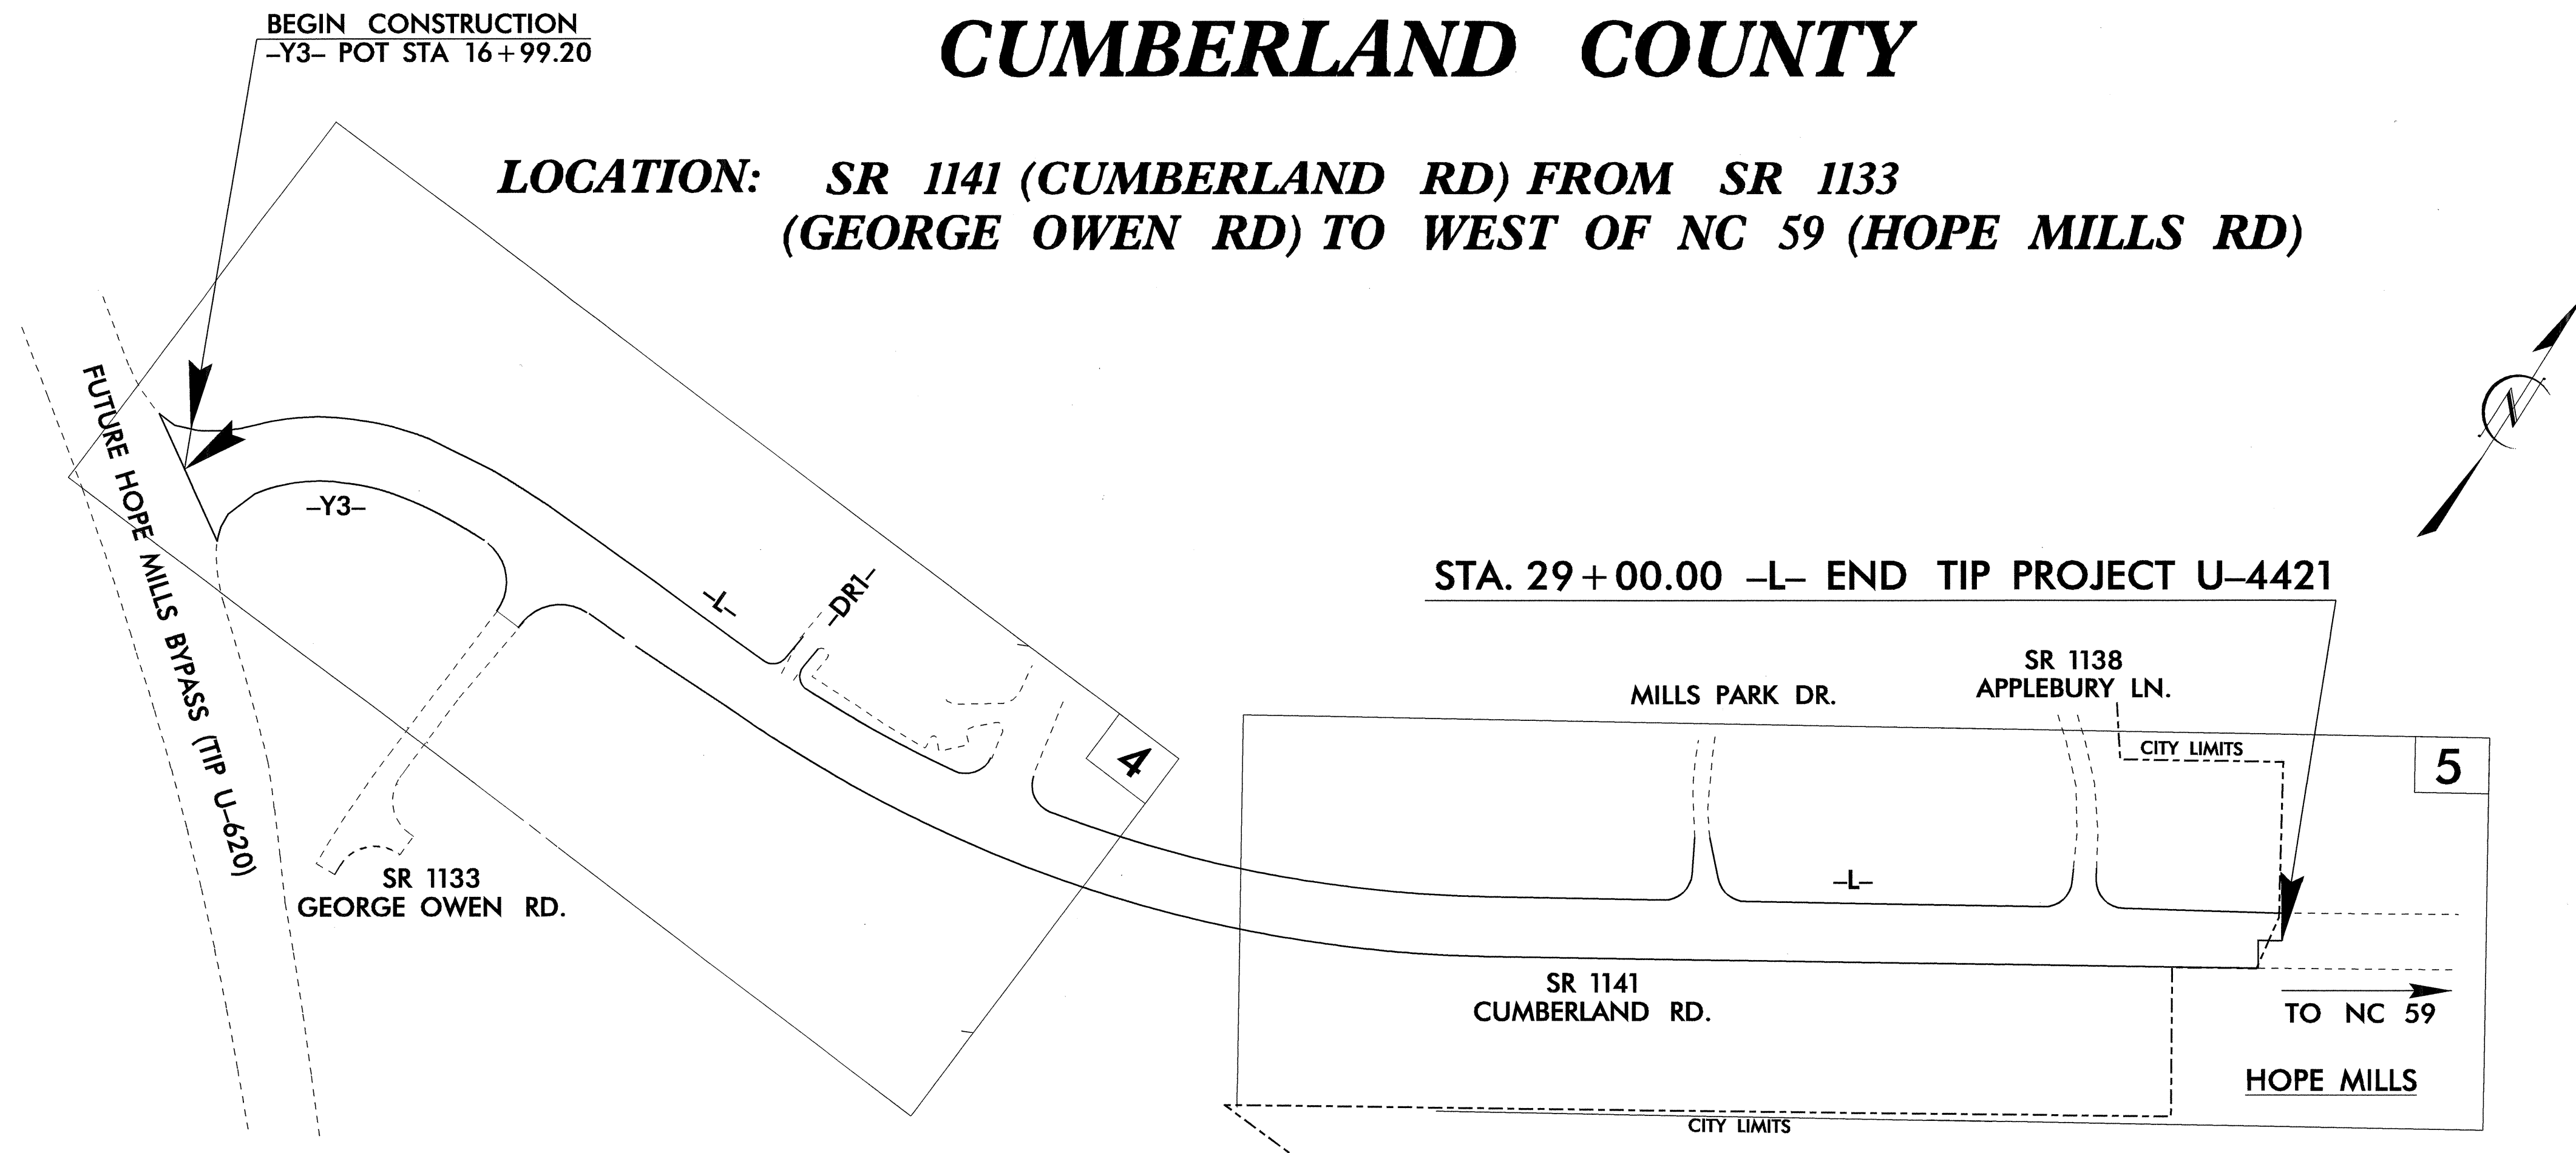 BEGIN CONSTRUCTION
–Y3– POT STA 16+99.20
CUMBERLAND COUNTY
LOCATION: SR 1141 (CUMBERLAND RD) FROM SR 1133
(GEORGE OWEN RD) TO WEST OF NC 59 (HOPE MILLS RD)
FUTURE HOPE MILLS BYPASS (TIP U–620)
–Y3–
–L–
–DR1–
4
SR 1133
GEORGE OWEN RD.
N
STA. 29+00.00 –L– END TIP PROJECT U–4421
MILLS PARK DR.
SR 1138
APPLEBURY LN.
CITY LIMITS
5
–L–
SR 1141
CUMBERLAND RD.
TO NC 59
HOPE MILLS
CITY LIMITS